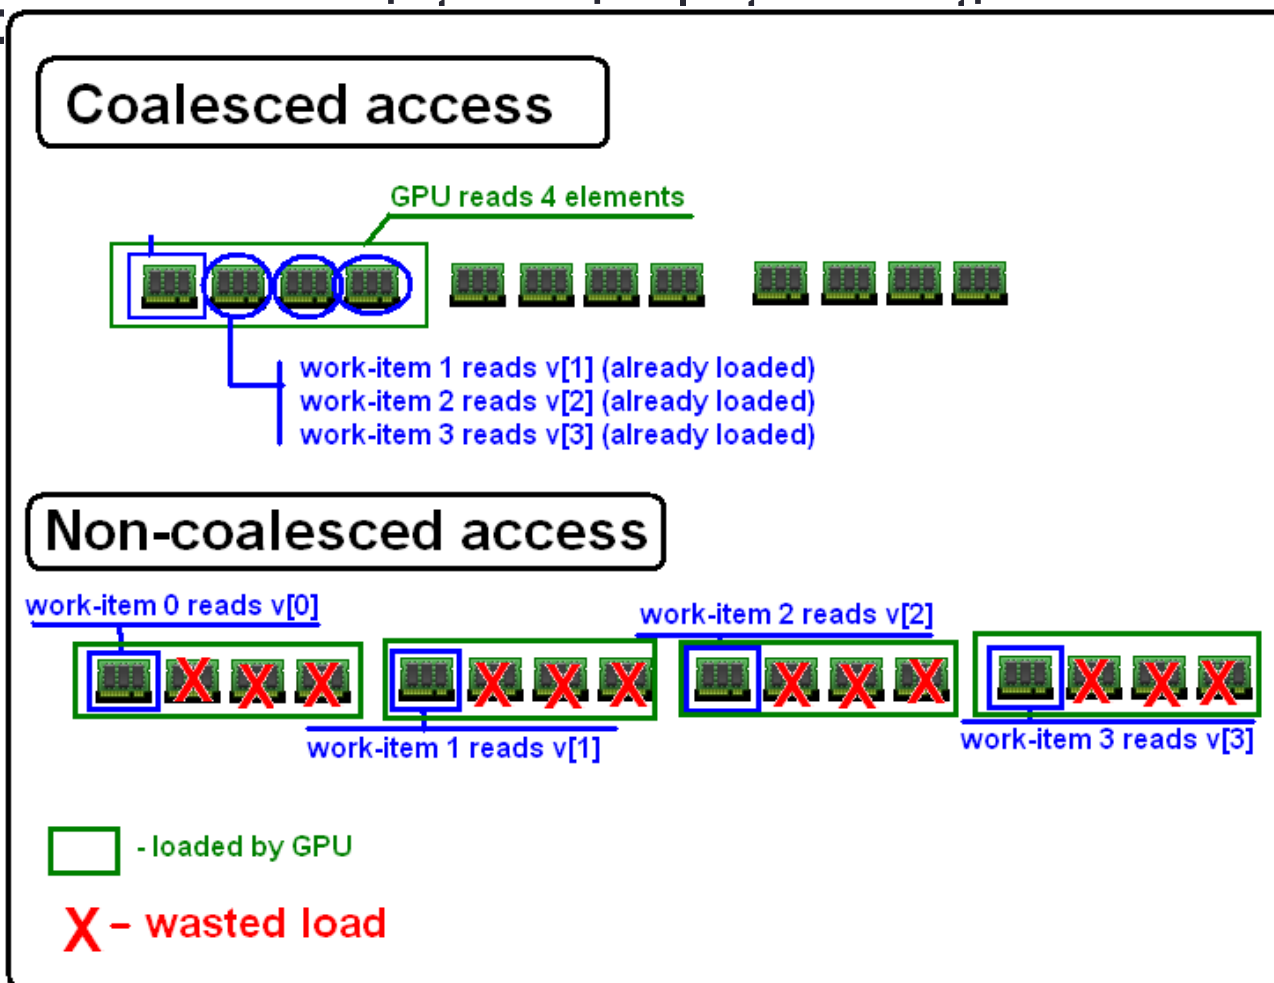 Coalesced access
GPU reads 4 elements
work-item 1 reads v[1] (already loaded)
work-item 2 reads v[2] (already loaded)
work-item 3 reads v[3] (already loaded)
Non-coalesced access
work-item 0 reads v[0]
work-item 2 reads v[2]
work-item 1 reads v[1]
work-item 3 reads v[3]
- loaded by GPU
X – wasted load